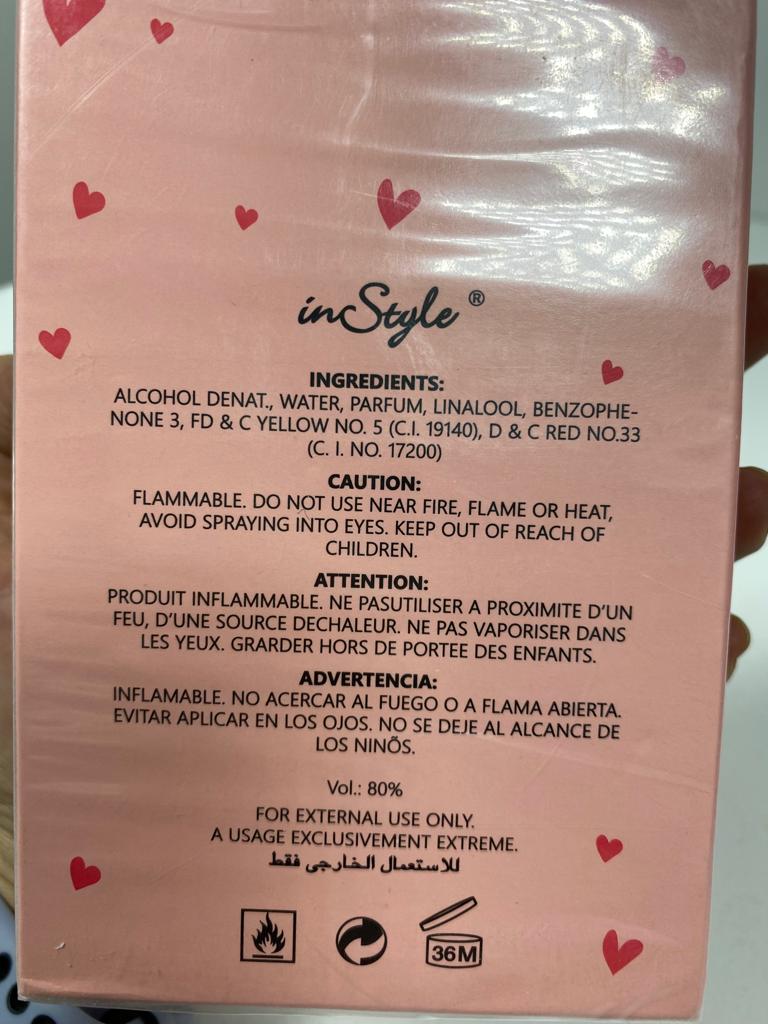 inStyle ®
INGREDIENTS:
ALCOHOL DENAT., WATER, PARFUM, LINALOOL, BENZOPHE-
NONE 3, FD & C YELLOW NO. 5 (C.I. 19140), D & C RED NO.33
(C. I. NO. 17200)
CAUTION:
FLAMMABLE. DO NOT USE NEAR FIRE, FLAME OR HEAT,
AVOID SPRAYING INTO EYES. KEEP OUT OF REACH OF
CHILDREN.
ATTENTION:
PRODUIT INFLAMMABLE. NE PASUTILISER A PROXIMITE D'UN
FEU, D'UNE SOURCE DECHALEUR. NE PAS VAPORISER DANS
LES YEUX. GRARDER HORS DE PORTEE DES ENFANTS.
ADVERTENCIA:
INFLAMABLE. NO ACERCAR AL FUEGO O A FLAMA ABIERTA.
EVITAR APLICAR EN LOS OJOS. NO SE DEJE AL ALCANCE DE
LOS NINÕS.
Vol.: 80%
FOR EXTERNAL USE ONLY.
A USAGE EXCLUSIVEMENT EXTREME.
للاستعمال الخارجي فقط
36M